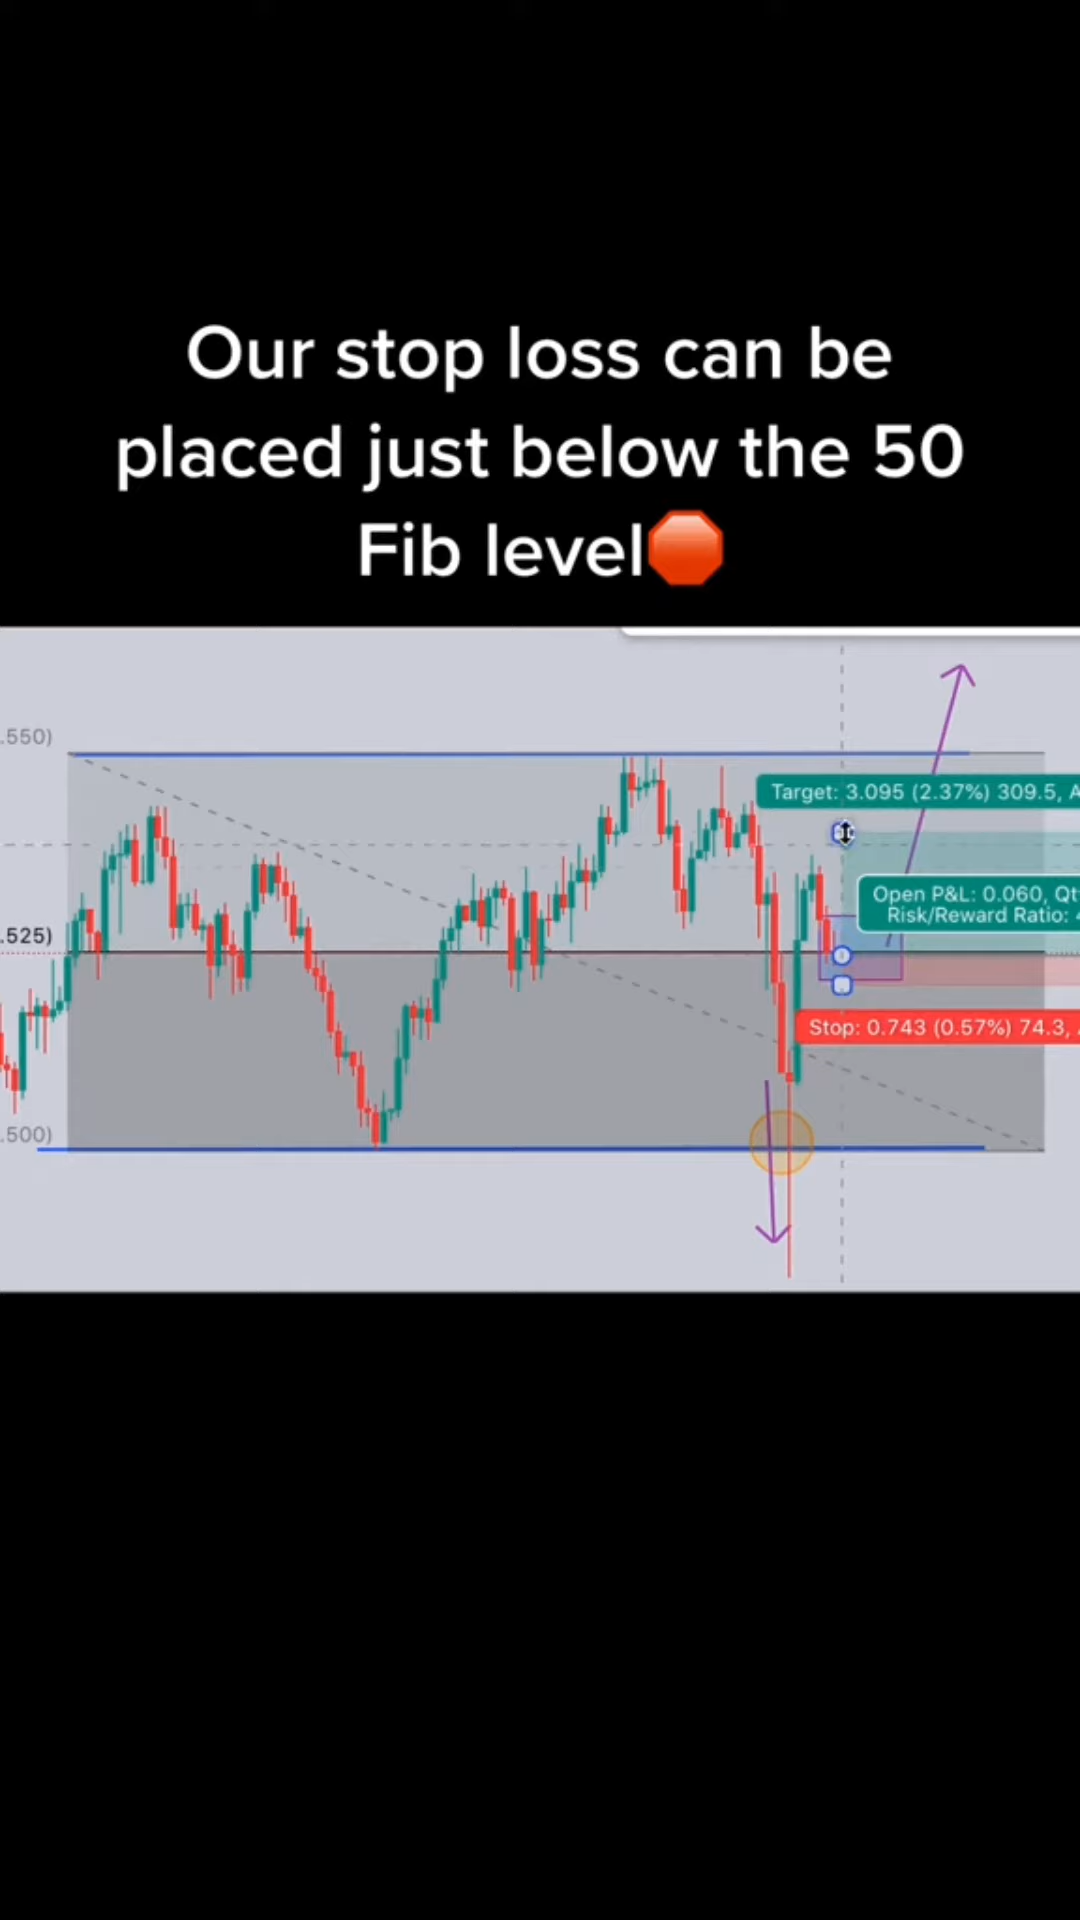 Our stop loss can be
placed just below the 50
Fib level
.550)
Target: 3.095 (2.37%) 309.5, A
Open P&L: 0.060, Qt
Risk/Reward Ratio: 4
.525)
Stop: 0.743 (0.57%) 74.3,
.500)